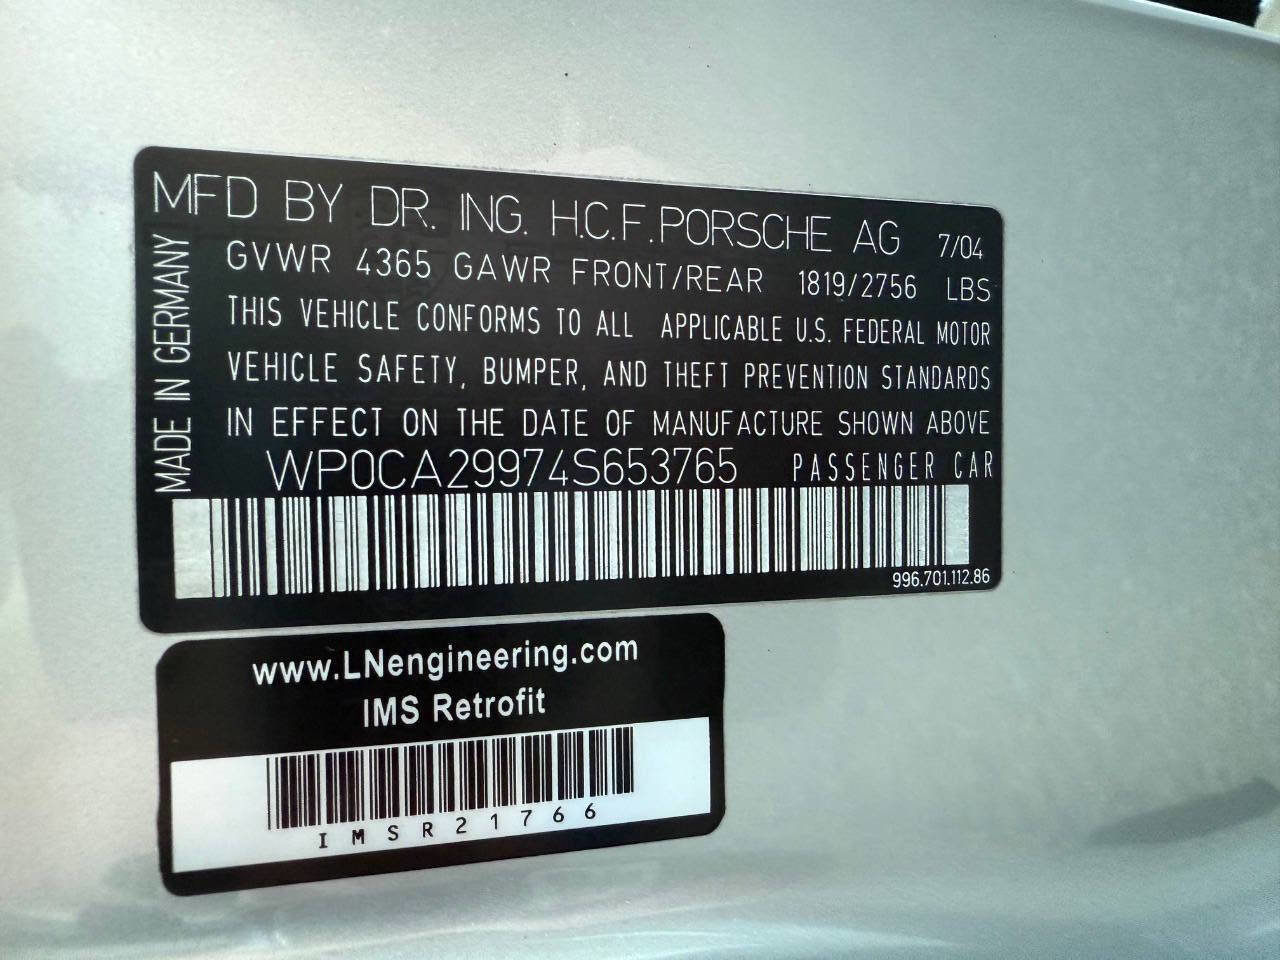 MFD BY DR. ING. H.C.F. PORSCHE AG 7/04
GVWR 4365 GAWR FRONT/REAR 1819/2756 LBS
THIS VEHICLE CONFORMS TO ALL APPLICABLE U.S. FEDERAL MOTOR
VEHICLE SAFETY, BUMPER, AND THEFT PREVENTION STANDARDS
IN EFFECT ON THE DATE OF MANUFACTURE SHOWN ABOVE
WP0CA29974S653765 PASSENGER CAR
MADE IN GERMANY
996.701.112.86
www.LNengineering.com
IMS Retrofit
IMSR21766